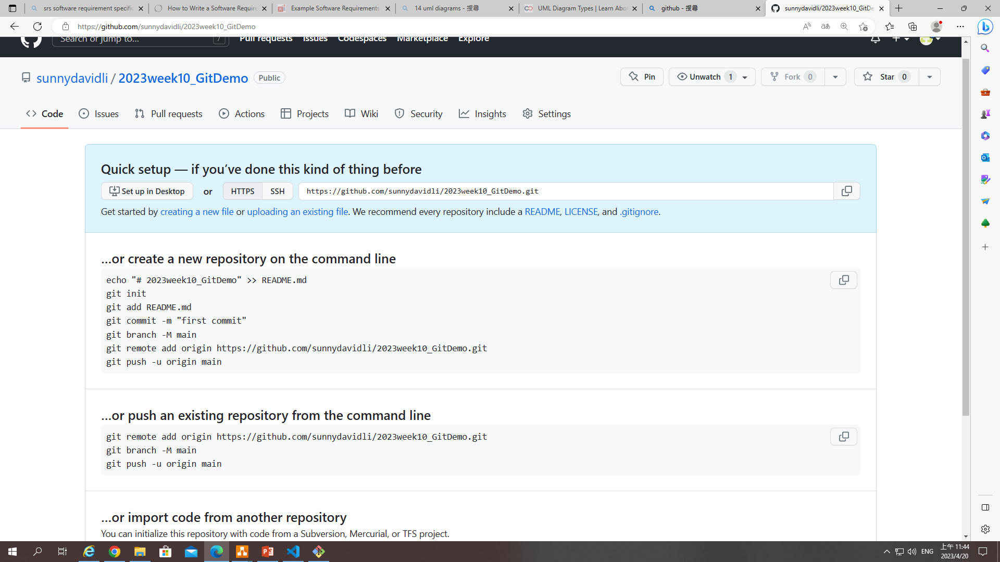 srs software requirement specific
How to Write a Software Require
Example Software Requirements
14 uml diagrams - 搜尋
UML Diagram Types | Learn Abo
github - 搜尋
sunnydavidli/2023week10_GitDe
https://github.com/sunnydavidli/2023week10_GitDemo
Search or jump to...
/
Pull requests
Issues
Codespaces
Marketplace
Explore
sunnydavidli / 2023week10_GitDemo
Public
Pin
Unwatch 1
Fork 0
Star 0
Code
Issues
Pull requests
Actions
Projects
Wiki
Security
Insights
Settings
Quick setup — if you’ve done this kind of thing before
Set up in Desktop
or
HTTPS
SSH
https://github.com/sunnydavidli/2023week10_GitDemo.git
Get started by creating a new file or uploading an existing file. We recommend every repository include a README, LICENSE, and .gitignore.
…or create a new repository on the command line
echo "# 2023week10_GitDemo" >> README.md
git init
git add README.md
git commit -m "first commit"
git branch -M main
git remote add origin https://github.com/sunnydavidli/2023week10_GitDemo.git
git push -u origin main
…or push an existing repository from the command line
git remote add origin https://github.com/sunnydavidli/2023week10_GitDemo.git
git branch -M main
git push -u origin main
…or import code from another repository
You can initialize this repository with code from a Subversion, Mercurial, or TFS project.
ENG
上午 11:44
2023/4/20